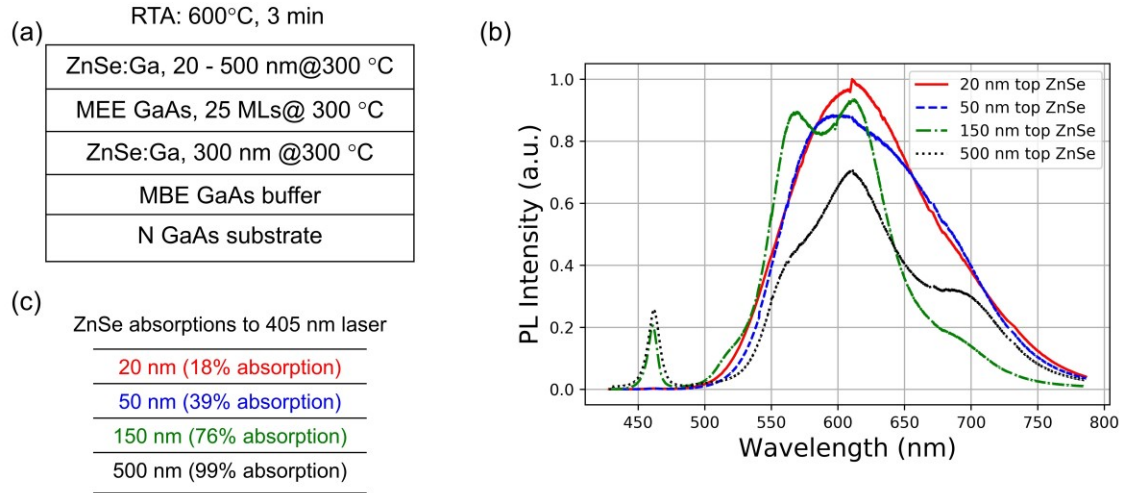 (a)
RTA: 600°C, 3 min
ZnSe:Ga, 20 - 500 nm@300 °C
MEE GaAs, 25 MLs@ 300 °C
ZnSe:Ga, 300 nm @300 °C
MBE GaAs buffer
N GaAs substrate
(b)
PL Intensity (a.u.)
1.0
0.8
0.6
0.4
0.2
0.0
20 nm top ZnSe
50 nm top ZnSe
150 nm top ZnSe
500 nm top ZnSe
450 500 550 600 650 700 750 800
Wavelength (nm)
(c)
ZnSe absorptions to 405 nm laser
20 nm (18% absorption)
50 nm (39% absorption)
150 nm (76% absorption)
500 nm (99% absorption)